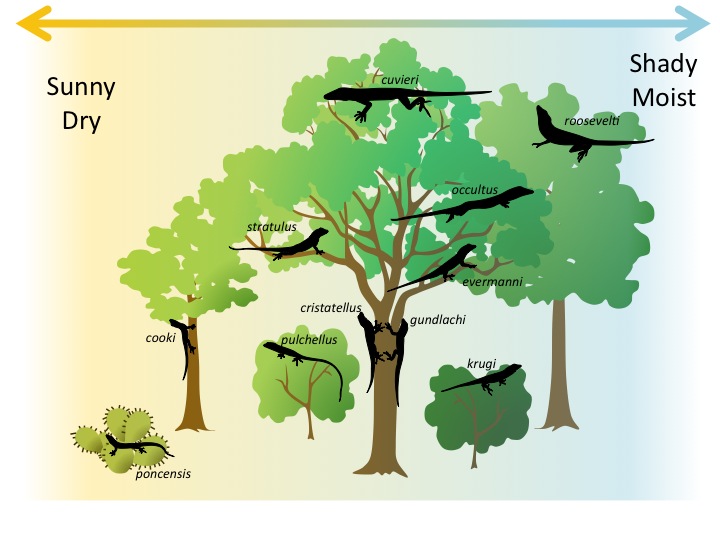 Sunny
Dry
Shady
Moist
cuvieri
roosevelti
occultus
stratulus
evermanni
cristatellus
gundlachi
cooki
pulchellus
krugi
poncensis